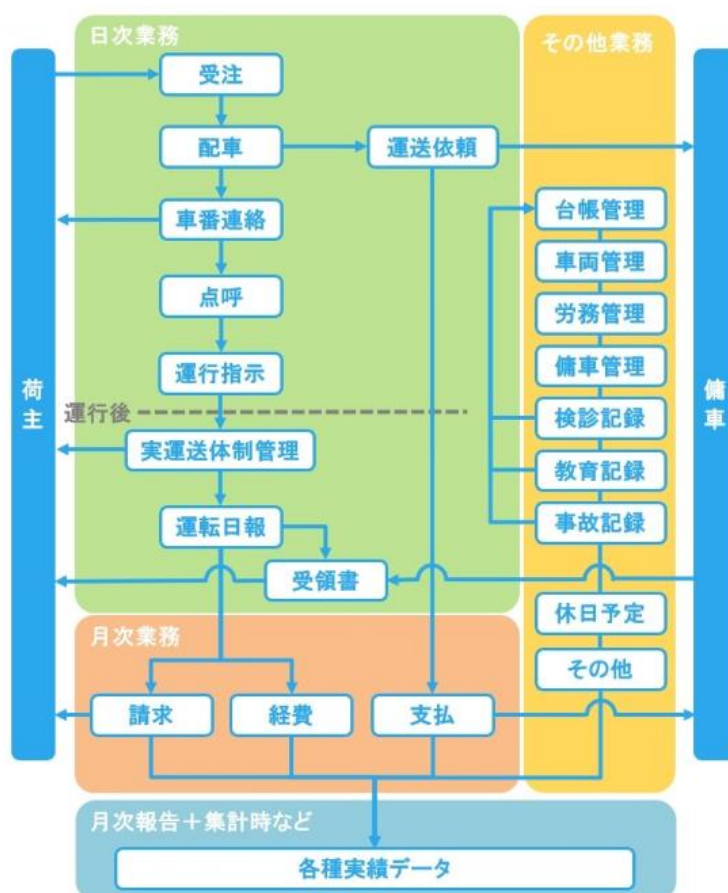 日次業務
その他業務
荷主
傭車
受注
配車
運送依頼
車番連絡
点呼
運行指示
運行後
実運送体制管理
運転日報
受領書
台帳管理
車両管理
労務管理
傭車管理
検診記録
教育記録
事故記録
休日予定
その他
月次業務
請求
経費
支払
月次報告+集計時など
各種実績データ